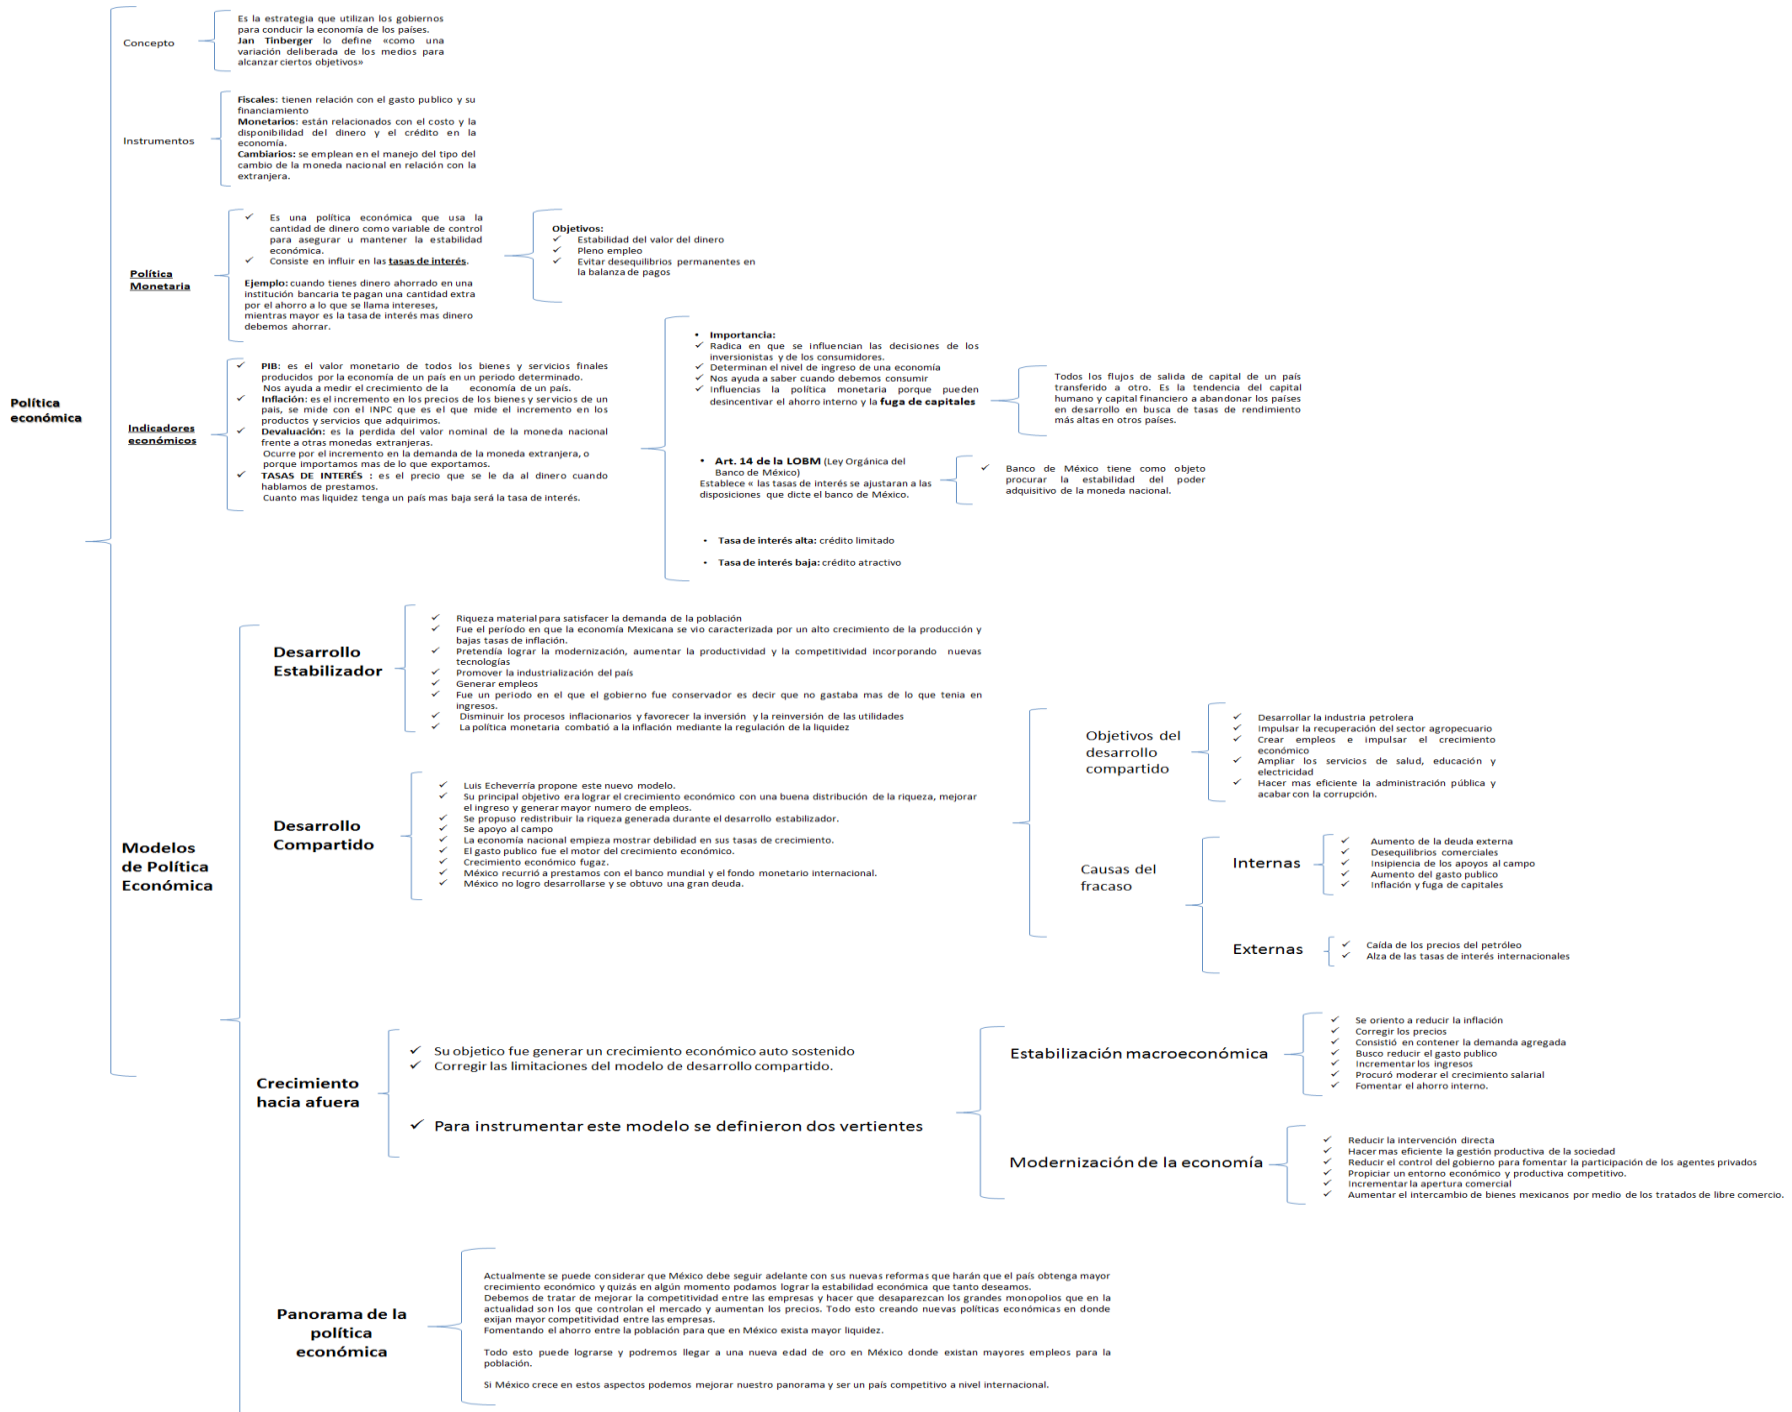 Política
económica
Concepto
Es la estrategia que utilizan los gobiernos
para conducir la economía de los países.
Jan Tinberger lo define «como una
variación deliberada de los medios para
alcanzar ciertos objetivos»
Instrumentos
Fiscales: tienen relación con el gasto publico y su
financiamiento
Monetarios: están relacionados con el costo y la
disponibilidad del dinero y el crédito en la
economía.
Cambiarios: se emplean en el manejo del tipo del
cambio de la moneda nacional en relación con la
extranjera.
Política
Monetaria
✓ Es una política económica que usa la
cantidad de dinero como variable de control
para asegurar u mantener la estabilidad
económica.
✓ Consiste en influir en las tasas de interés.
Ejemplo: cuando tienes dinero ahorrado en una
institución bancaria te pagan una cantidad extra
por el ahorro a lo que se llama intereses,
mientras mayor es la tasa de interés mas dinero
debemos ahorrar.
Objetivos:
✓ Estabilidad del valor del dinero
✓ Pleno empleo
✓ Evitar desequilibrios permanentes en
la balanza de pagos
Indicadores
económicos
✓ PIB: es el valor monetario de todos los bienes y servicios finales
producidos por la economía de un país en un periodo determinado.
Nos ayuda a medir el crecimiento de la economía de un país.
✓ Inflación: es el incremento en los precios de los bienes y servicios de un
pais, se mide con el INPC que es el que mide el incremento en los
productos y servicios que adquirimos.
✓ Devaluación: es la perdida del valor nominal de la moneda nacional
frente a otras monedas extranjeras.
Ocurre por el incremento en la demanda de la moneda extranjera, o
porque importamos mas de lo que exportamos.
✓ TASAS DE INTERÉS : es el precio que se le da al dinero cuando
hablamos de prestamos.
Cuanto mas liquidez tenga un país mas baja será la tasa de interés.
• Importancia:
✓ Radica en que se influencian las decisiones de los
inversionistas y de los consumidores.
✓ Determinan el nivel de ingreso de una economía
✓ Nos ayuda a saber cuando debemos consumir
✓ Influencias la política monetaria porque pueden
desincentivar el ahorro interno y la fuga de capitales
Todos los flujos de salida de capital de un país
transferido a otro. Es la tendencia del capital
humano y capital financiero a abandonar los países
en desarrollo en busca de tasas de rendimiento
más altas en otros países.
• Art. 14 de la LOBM (Ley Orgánica del
Banco de México)
Establece « las tasas de interés se ajustaran a las
disposiciones que dicte el banco de México.
✓ Banco de México tiene como objeto
procurar la estabilidad del poder
adquisitivo de la moneda nacional.
• Tasa de interés alta: crédito limitado
• Tasa de interés baja: crédito atractivo
Modelos
de Política
Económica
Desarrollo
Estabilizador
✓ Riqueza material para satisfacer la demanda de la población
✓ Fue el período en que la economía Mexicana se vio caracterizada por un alto crecimiento de la producción y
bajas tasas de inflación.
✓ Pretendía lograr la modernización, aumentar la productividad y la competitividad incorporando nuevas
tecnologías
✓ Promover la industrialización del país
✓ Generar empleos
✓ Fue un periodo en el que el gobierno fue conservador es decir que no gastaba mas de lo que tenia en
ingresos.
✓ Disminuir los procesos inflacionarios y favorecer la inversión y la reinversión de las utilidades
✓ La política monetaria combatió a la inflación mediante la regulación de la liquidez
Desarrollo
Compartido
✓ Luis Echeverría propone este nuevo modelo.
✓ Su principal objetivo era lograr el crecimiento económico con una buena distribución de la riqueza, mejorar
el ingreso y generar mayor numero de empleos.
✓ Se propuso redistribuir la riqueza generada durante el desarrollo estabilizador.
✓ Se apoyo al campo
✓ La economía nacional empieza mostrar debilidad en sus tasas de crecimiento.
✓ El gasto publico fue el motor del crecimiento económico.
✓ Crecimiento económico fugaz.
✓ México recurrió a prestamos con el banco mundial y el fondo monetario internacional.
✓ México no logro desarrollarse y se obtuvo una gran deuda.
Objetivos del
desarrollo
compartido
✓ Desarrollar la industria petrolera
✓ Impulsar la recuperación del sector agropecuario
✓ Crear empleos e impulsar el crecimiento
económico
✓ Ampliar los servicios de salud, educación y
electricidad
✓ Hacer mas eficiente la administración pública y
acabar con la corrupción.
Causas del
fracaso
Internas
✓ Aumento de la deuda externa
✓ Desequilibrios comerciales
✓ Insipiencia de los apoyos al campo
✓ Aumento del gasto publico
✓ Inflación y fuga de capitales
Externas
✓ Caída de los precios del petróleo
✓ Alza de las tasas de interés internacionales
Crecimiento
hacia afuera
✓ Su objetico fue generar un crecimiento económico auto sostenido
✓ Corregir las limitaciones del modelo de desarrollo compartido.
✓ Para instrumentar este modelo se definieron dos vertientes
Estabilización macroeconómica
✓ Se oriento a reducir la inflación
✓ Corregir los precios
✓ Consistió en contener la demanda agregada
✓ Busco reducir el gasto publico
✓ Incrementar los ingresos
✓ Procuró moderar el crecimiento salarial
✓ Fomentar el ahorro interno.
Modernización de la economía
✓ Reducir la intervención directa
✓ Hacer mas eficiente la gestión productiva de la sociedad
✓ Reducir el control del gobierno para fomentar la participación de los agentes privados
✓ Propiciar un entorno económico y productiva competitivo.
✓ Incrementar la apertura comercial
✓ Aumentar el intercambio de bienes mexicanos por medio de los tratados de libre comercio.
Panorama de la
política
económica
Actualmente se puede considerar que México debe seguir adelante con sus nuevas reformas que harán que el país obtenga mayor
crecimiento económico y quizás en algún momento podamos lograr la estabilidad económica que tanto deseamos.
Debemos de tratar de mejorar la competitividad entre las empresas y hacer que desaparezcan los grandes monopolios que en la
actualidad son los que controlan el mercado y aumentan los precios. Todo esto creando nuevas políticas económicas en donde
exijan mayor competitividad entre las empresas.
Fomentando el ahorro entre la población para que en México exista mayor liquidez.
Todo esto puede lograrse y podremos llegar a una nueva edad de oro en México donde existan mayores empleos para la
población.
Si México crece en estos aspectos podemos mejorar nuestro panorama y ser un país competitivo a nivel internacional.